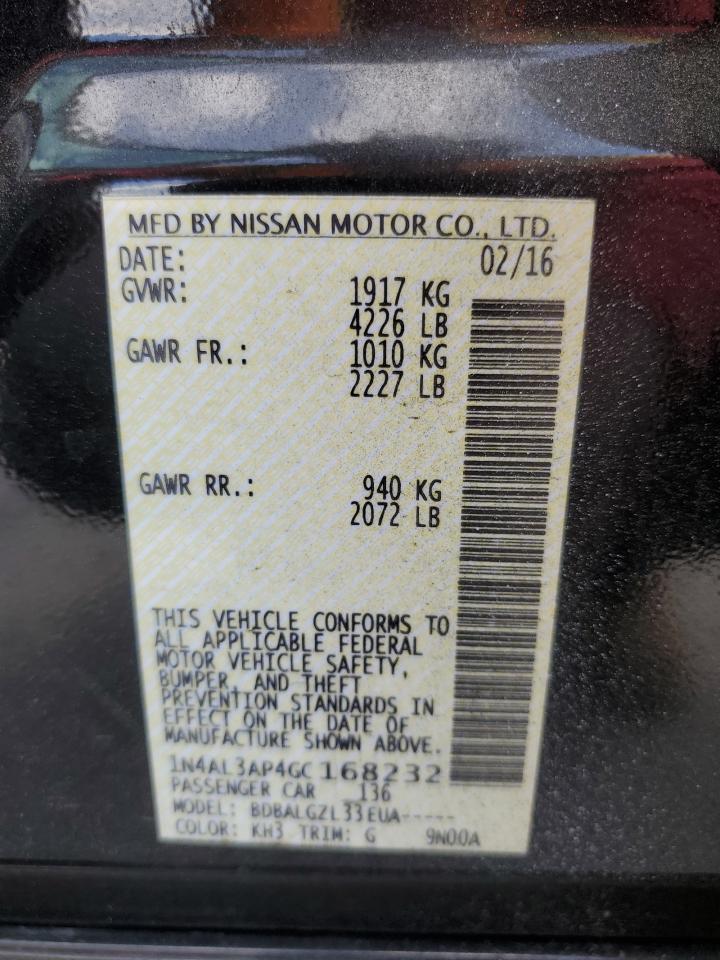 MFD BY NISSAN MOTOR CO., LTD.
DATE: 02/16
GVWR: 1917 KG
4226 LB
GAWR FR.: 1010 KG
2227 LB
GAWR RR.: 940 KG
2072 LB
THIS VEHICLE CONFORMS TO
ALL APPLICABLE FEDERAL
MOTOR VEHICLE SAFETY,
BUMPER, AND THEFT
PREVENTION STANDARDS IN
EFFECT ON THE DATE OF
MANUFACTURE SHOWN ABOVE.
1N4AL3AP4GC168232
PASSENGER CAR 136
MODEL: BDBALGZL33EUA-----
COLOR: KH3 TRIM: G 9N00A